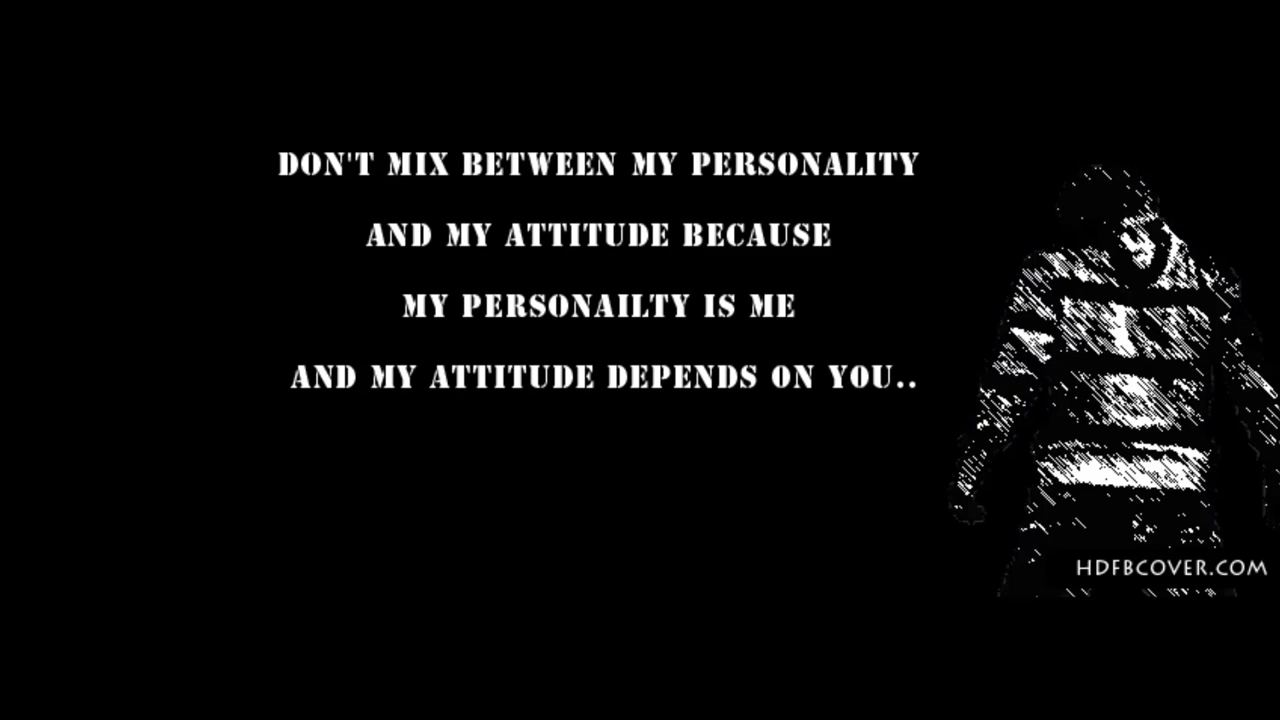 DON'T MIX BETWEEN MY PERSONALITY
AND MY ATTITUDE BECAUSE
MY PERSONAILTY IS ME
AND MY ATTITUDE DEPENDS ON YOU..
HDFBCOVER.COM